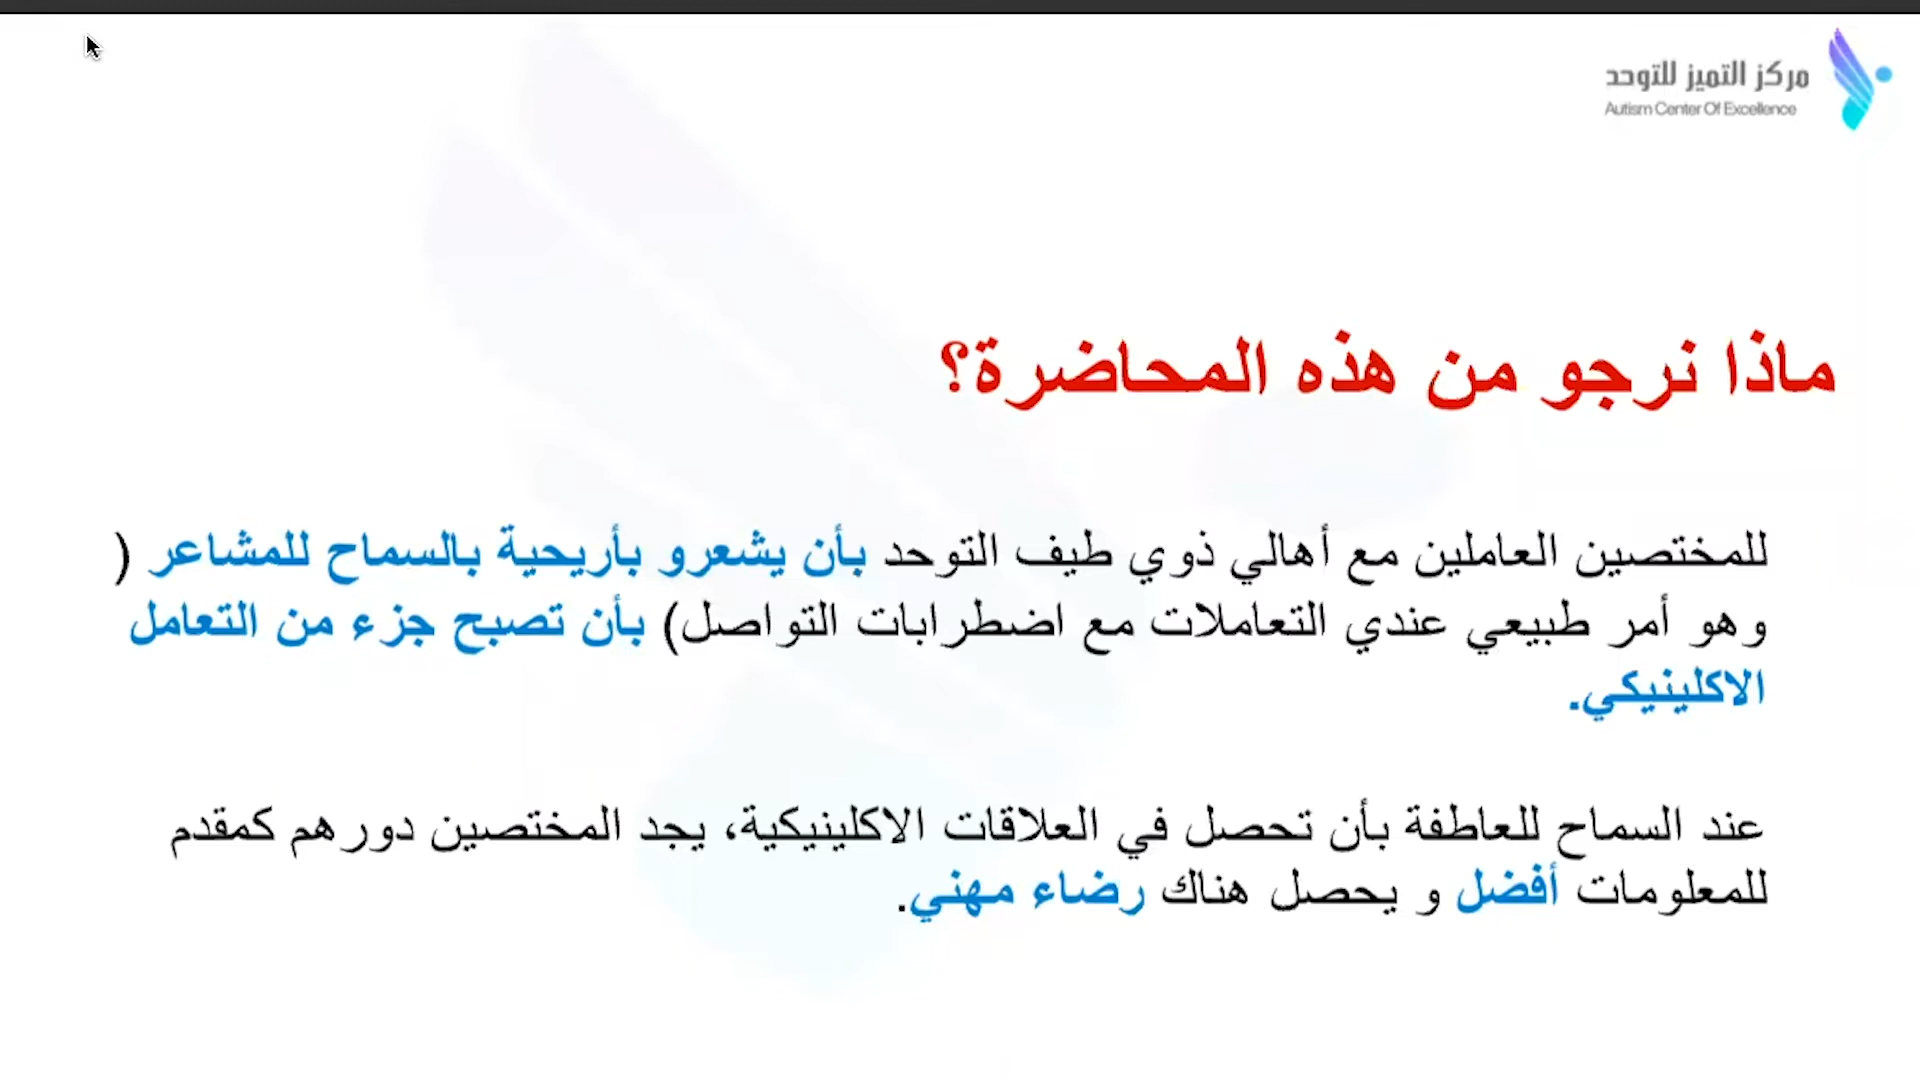 مركز التميز للتوحد
Autism Center Of Excellence
ماذا نرجو من هذه المحاضرة؟
للمختصين العاملين مع أهالي ذوي طيف التوحد بأن يشعرو بأريحية بالسماح للمشاعر (
وهو أمر طبيعي عندي التعاملات مع اضطرابات التواصل) بأن تصبح جزء من التعامل
الاكلينيكي.
عند السماح للعاطفة بأن تحصل في العلاقات الاكلينيكية، يجد المختصين دورهم كمقدم
للمعلومات أفضل و يحصل هناك رضاء مهني.